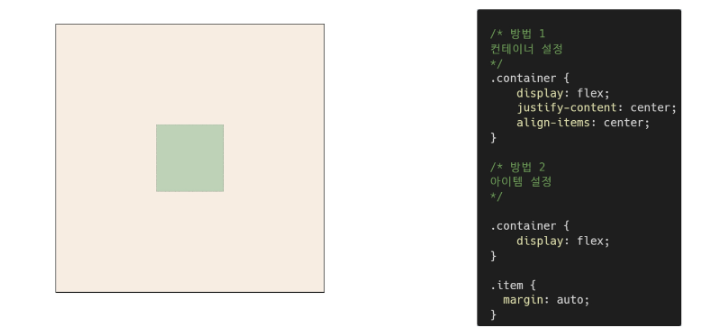 /* 방법 1
컨테이너 설정
*/
.container {
    display: flex;
    justify-content: center;
    align-items: center;
}

/* 방법 2
아이템 설정
*/

.container {
    display: flex;
}

.item {
  margin: auto;
}